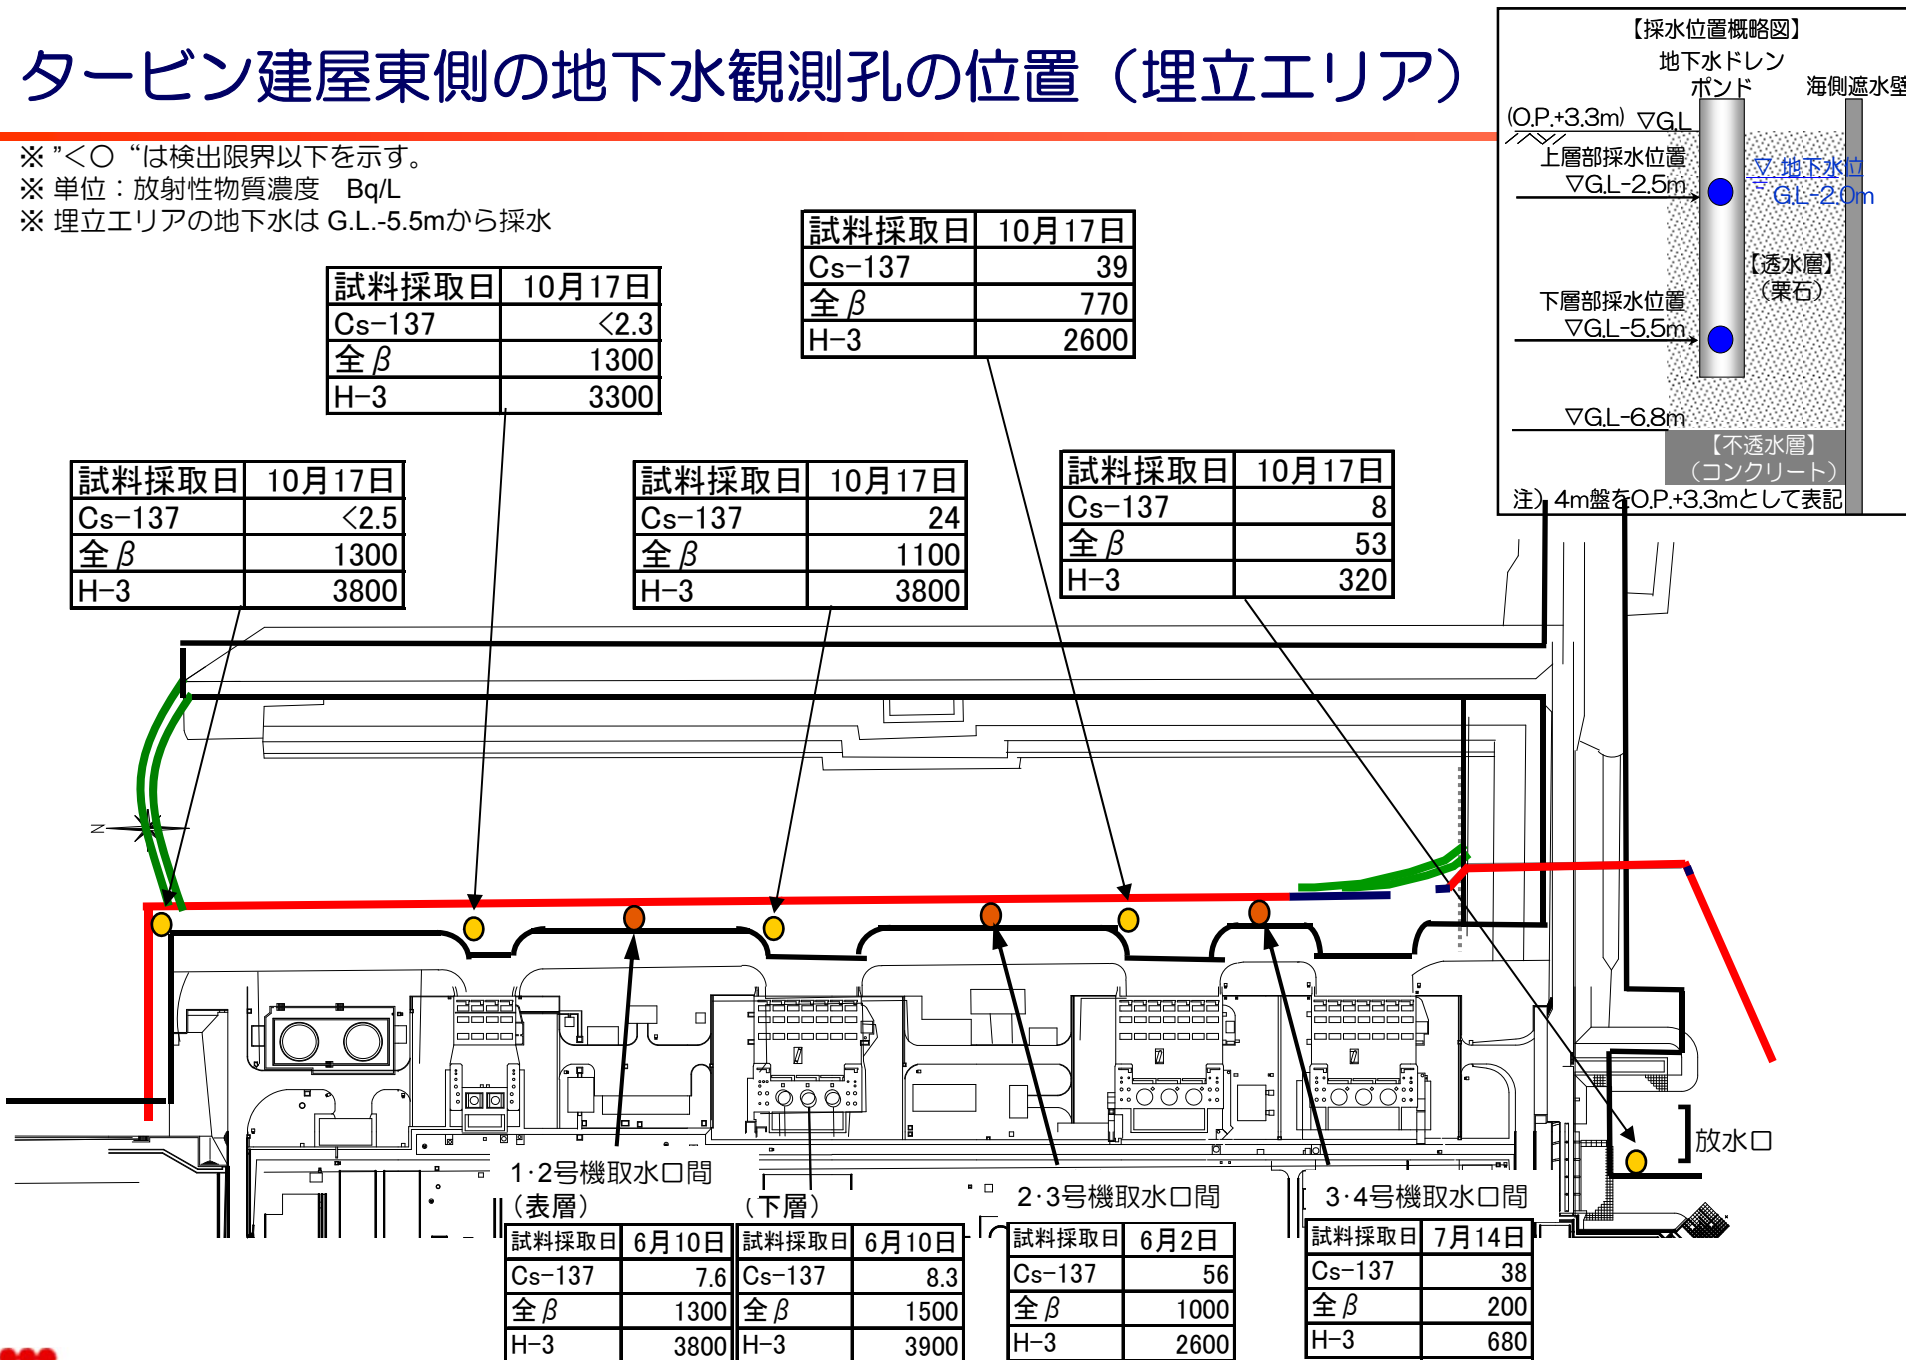 タービン建屋東側の地下水観測孔の位置（埋立エリア）
※ ”＜〇 “は検出限界以下を示す。
※ 単位：放射性物質濃度　Bq/L
※ 埋立エリアの地下水は G.L.-5.5mから採水
【採水位置概略図】
地下水ドレン
ポンド
海側遮水壁
(O.P.+3.3m) ▽G.L
上層部採水位置
▽G.L-2.5m
▽ 地下水位
G.L-2.0m
【透水層】
（栗石）
下層部採水位置
▽G.L-5.5m
▽G.L-6.8m
【不透水層】
（コンクリート）
注）4m盤をO.P.+3.3mとして表記
試料採取日 10月17日
Cs-137 39
全β 770
H-3 2600
試料採取日 10月17日
Cs-137 <2.3
全β 1300
H-3 3300
試料採取日 10月17日
Cs-137 <2.5
全β 1300
H-3 3800
試料採取日 10月17日
Cs-137 24
全β 1100
H-3 3800
試料採取日 10月17日
Cs-137 8
全β 53
H-3 320
N
放水口
1・2号機取水口間
（表層）
試料採取日 6月10日
Cs-137 7.6
全β 1300
H-3 3800
（下層）
試料採取日 6月10日
Cs-137 8.3
全β 1500
H-3 3900
2・3号機取水口間
試料採取日 6月2日
Cs-137 56
全β 1000
H-3 2600
3・4号機取水口間
試料採取日 7月14日
Cs-137 38
全β 200
H-3 680